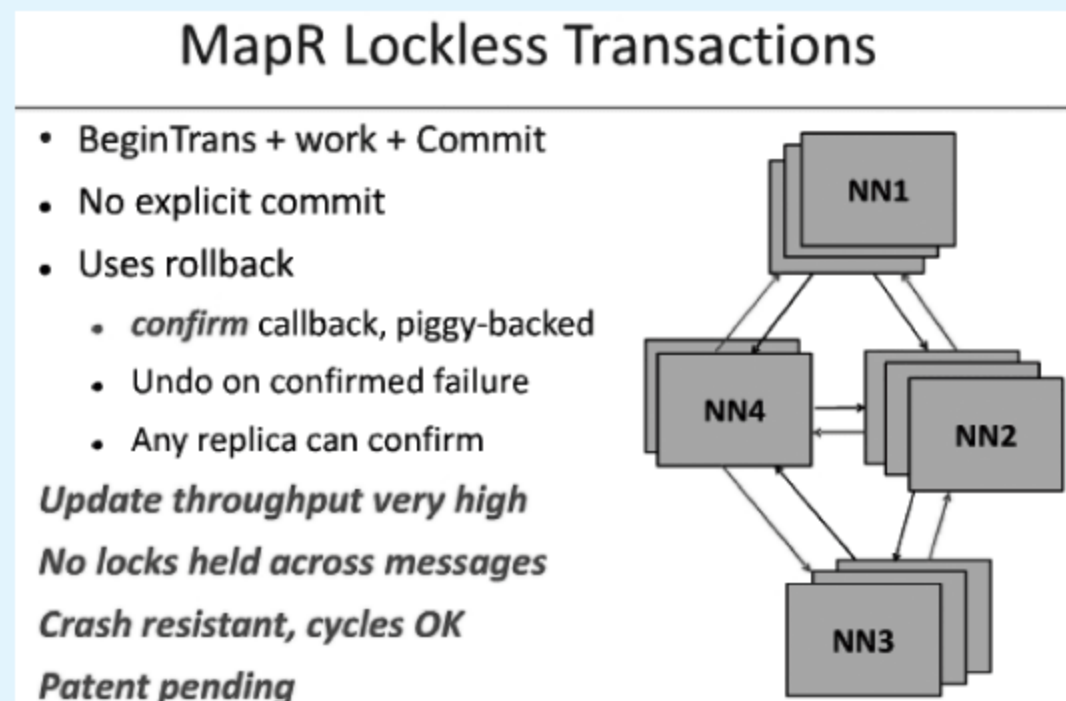 MapR Lockless Transactions
• BeginTrans + work + Commit
• No explicit commit
• Uses rollback
• confirm callback, piggy-backed
• Undo on confirmed failure
• Any replica can confirm
Update throughput very high
No locks held across messages
Crash resistant, cycles OK
Patent pending
NN1
NN4
NN2
NN3